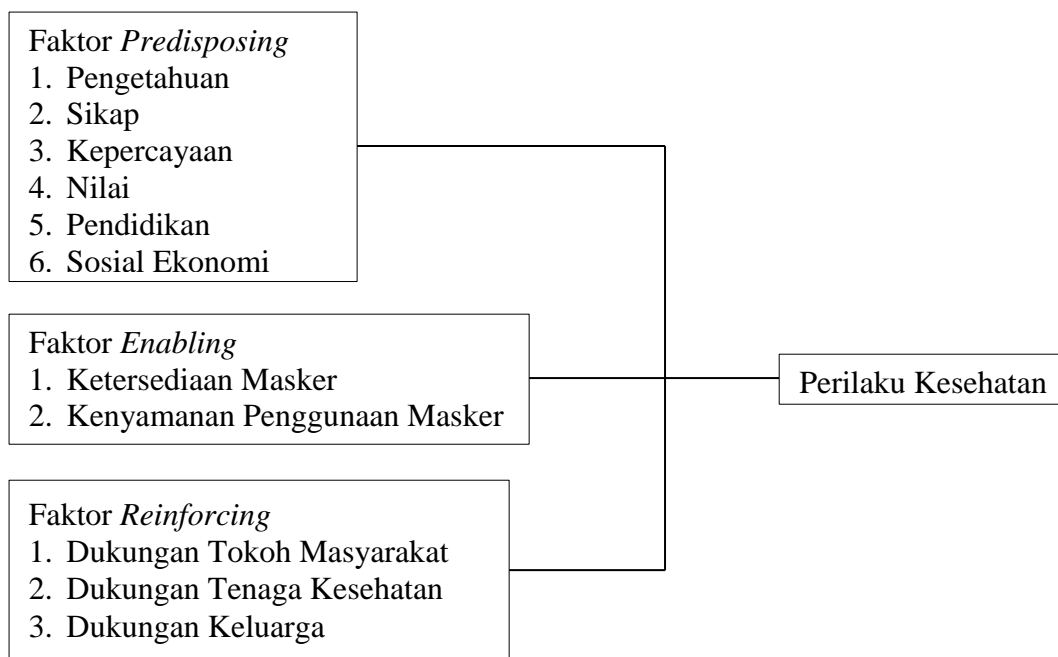 Faktor Predisposing
1. Pengetahuan
2. Sikap
3. Kepercayaan
4. Nilai
5. Pendidikan
6. Sosial Ekonomi
Faktor Enabling
1. Ketersediaan Masker
2. Kenyamanan Penggunaan Masker
Perilaku Kesehatan
Faktor Reinforcing
1. Dukungan Tokoh Masyarakat
2. Dukungan Tenaga Kesehatan
3. Dukungan Keluarga